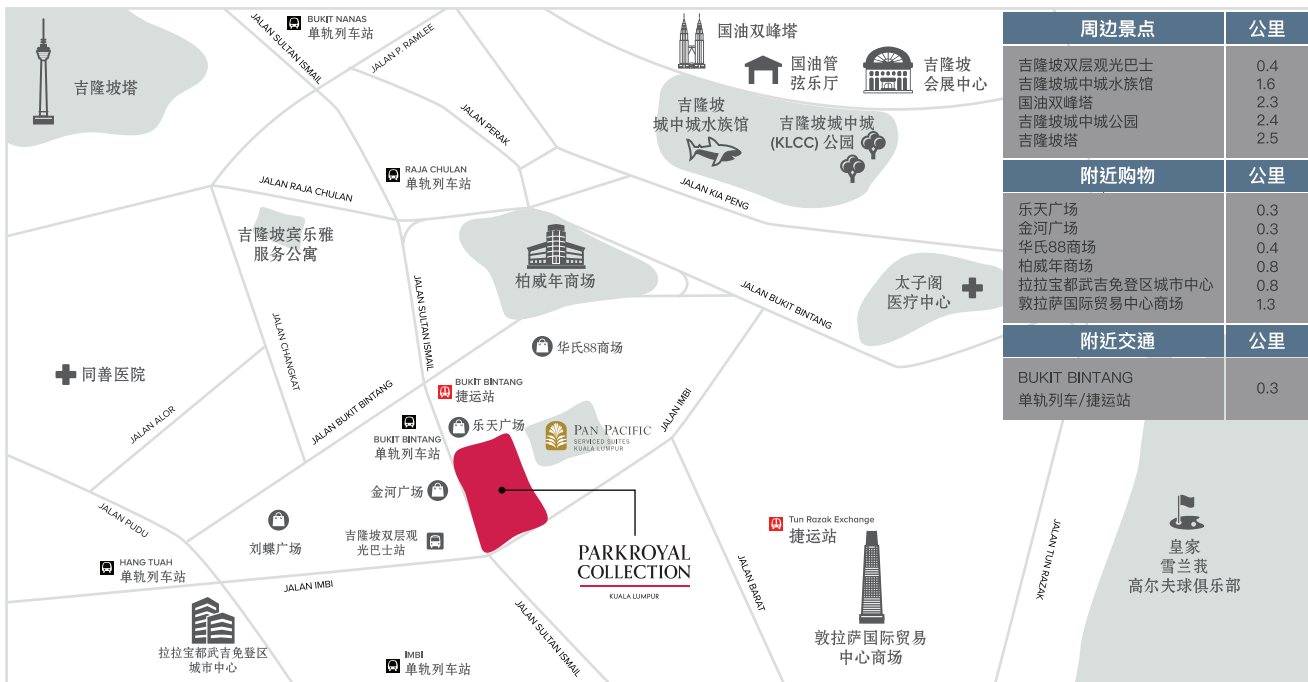 BUKIT NANAS
单轨列车站
JALAN SULTAN ISMAIL
JALAN P. RAMLEE
吉隆坡塔
国油双峰塔
国油管
弦乐厅
吉隆坡
会展中心
吉隆坡
城中城水族馆
吉隆坡城中城
(KLCC) 公园
JALAN PERAK
RAJA CHULAN
单轨列车站
JALAN RAJA CHULAN
JALAN KIA PENG
吉隆坡宾乐雅
服务公寓
柏威年商场
太子阁
医疗中心
JALAN BUKIT BINTANG
JALAN SULTAN ISMAIL
JALAN CHANGKAT
华氏88商场
同善医院
BUKIT BINTANG
捷运站
JALAN BUKIT BINTANG
JALAN ALOR
JALAN IMBI
乐天广场
BUKIT BINTANG
单轨列车站
PAN PACIFIC
SERVICED SUITES
KUALA LUMPUR
金河广场
JALAN PUDU
刘蝶广场
吉隆坡双层观
光巴士站
Tun Razak Exchange
捷运站
PARKROYAL
COLLECTION
KUALA LUMPUR
HANG TUAH
单轨列车站
JALAN IMBI
JALAN BARAT
JALAN TUN RAZAK
皇家
雪兰莪
高尔夫球俱乐部
JALAN SULTAN ISMAIL
敦拉萨国际贸易
中心商场
拉拉宝都武吉免登区
城市中心
IMBI
单轨列车站
周边景点 公里
吉隆坡双层观光巴士 0.4
吉隆坡城中城水族馆 1.6
国油双峰塔 2.3
吉隆坡城中城公园 2.4
吉隆坡塔 2.5
附近购物 公里
乐天广场 0.3
金河广场 0.3
华氏88商场 0.4
柏威年商场 0.8
拉拉宝都武吉免登区城市中心 0.8
敦拉萨国际贸易中心商场 1.3
附近交通 公里
BUKIT BINTANG
单轨列车/捷运站 0.3